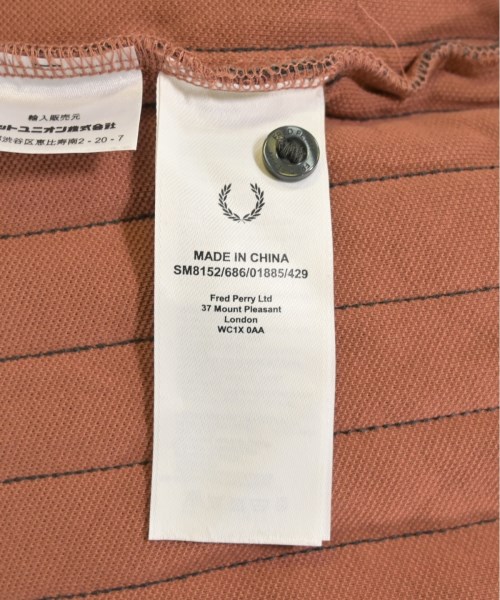 輸入販売元
ットユニオン株式会社
渋谷区恵比寿南2-20-7
MADE IN CHINA
SM8152/686/01885/429
Fred Perry Ltd
37 Mount Pleasant
London
WC1X 0AA